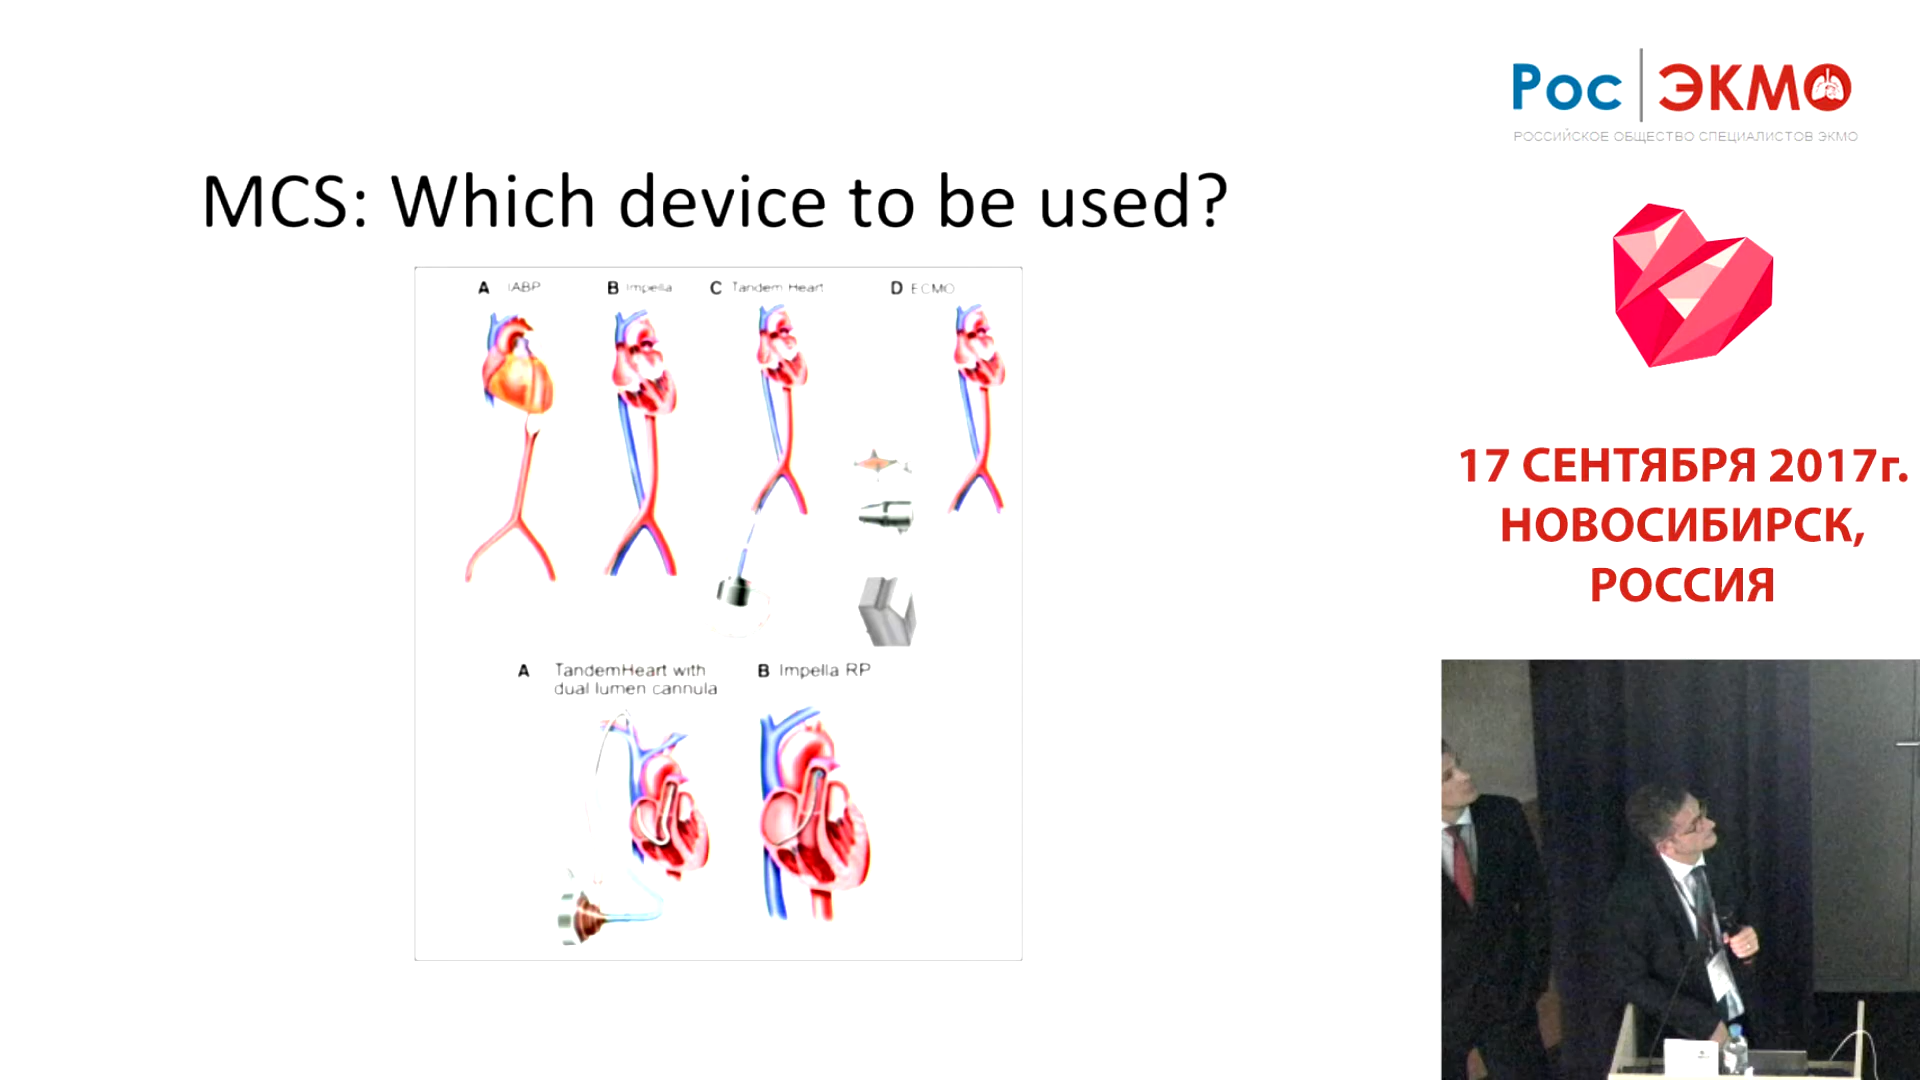 Рос ЭКМО
РОССИЙСКОЕ ОБЩЕСТВО СПЕЦИАЛИСТОВ ЭКМО
MCS: Which device to be used?
A IABP
B Impella
C Tandem Heart
D ECMO
A TandemHeart with
dual lumen cannula
B Impella RP
17 СЕНТЯБРЯ 2017г.
НОВОСИБИРСК,
РОССИЯ